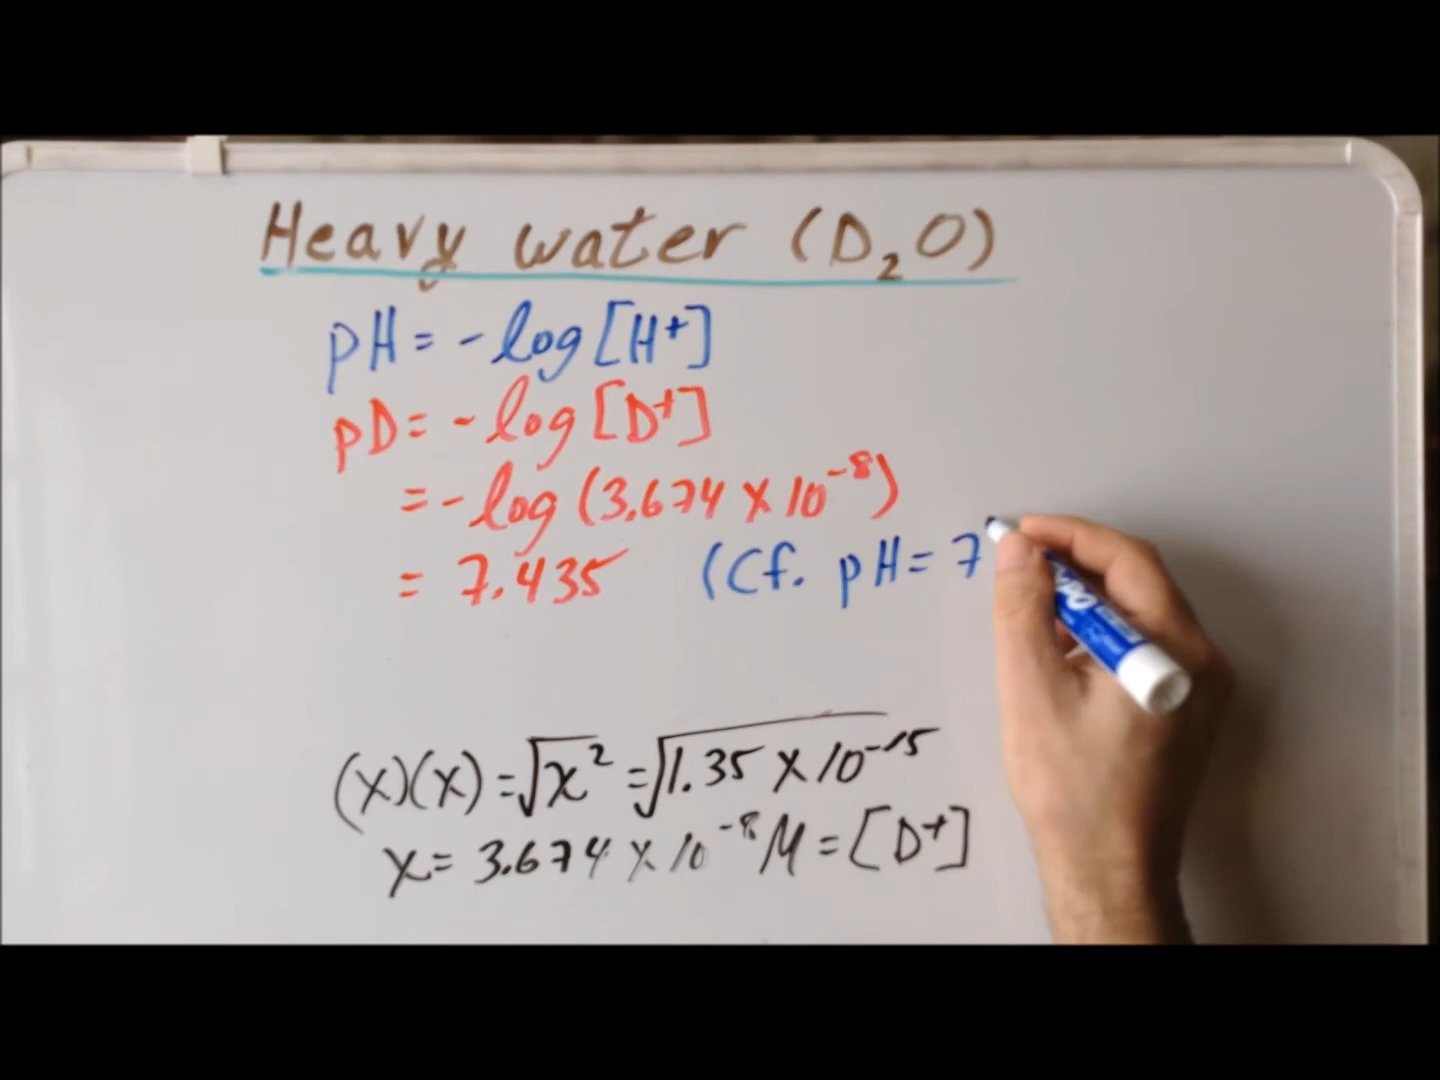 Heavy water (D₂O)
pH = -log [H+]
pD = -log [D+]
= -log (3.674 x 10⁻⁸)
= 7.435 (Cf. pH = 7
(x)(x) = √x² = √1.35 x 10⁻¹⁵
x = 3.674 x 10⁻⁸ M = [D+]